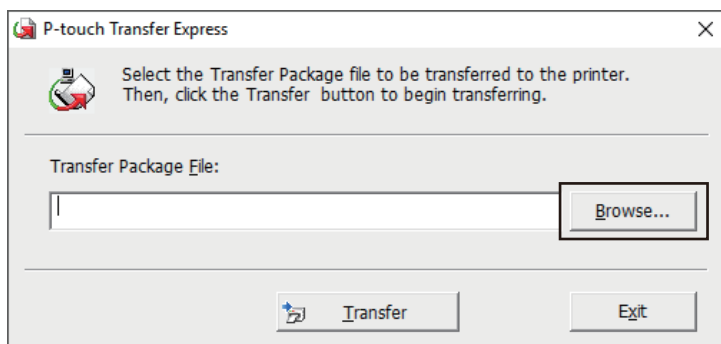 P-touch Transfer Express
Select the Transfer Package file to be transferred to the printer.
Then, click the Transfer button to begin transferring.
Transfer Package File:
Browse...
Transfer
Exit